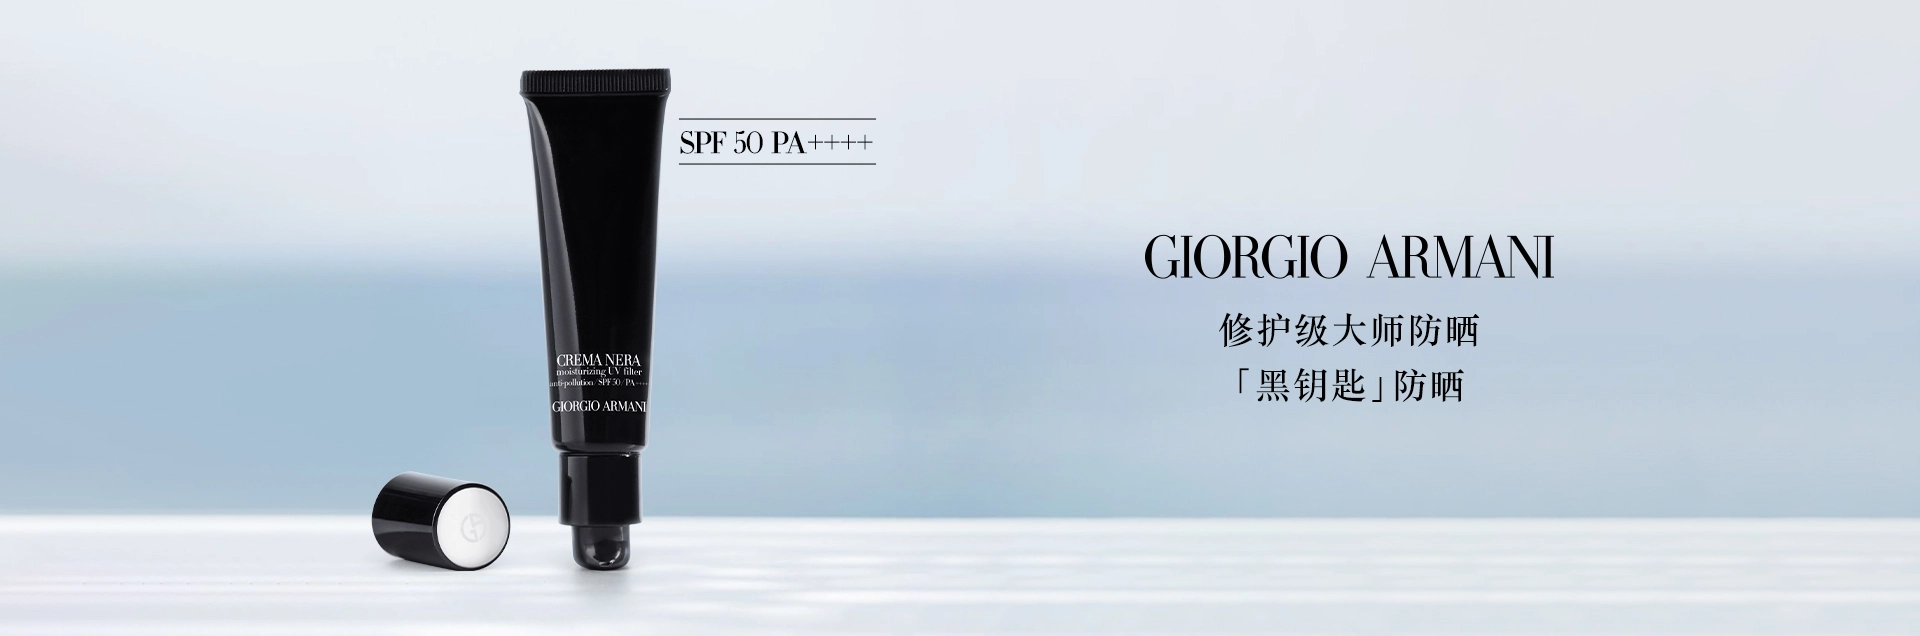 SPF 50 PA++++
CREMA NERA
moisturizing UV filter
anti-pollution/SPF 50/PA++++
GIORGIO ARMANI
GIORGIO ARMANI
修护级大师防晒
「黑钥匙」防晒